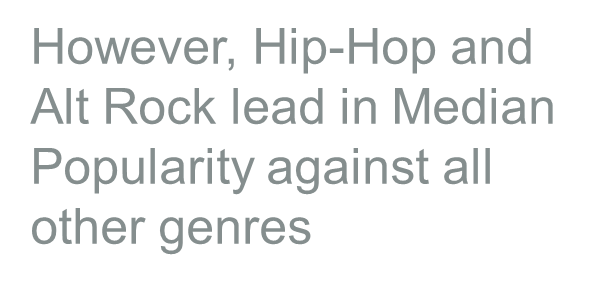 However, Hip-Hop and
Alt Rock lead in Median
Popularity against all
other genres